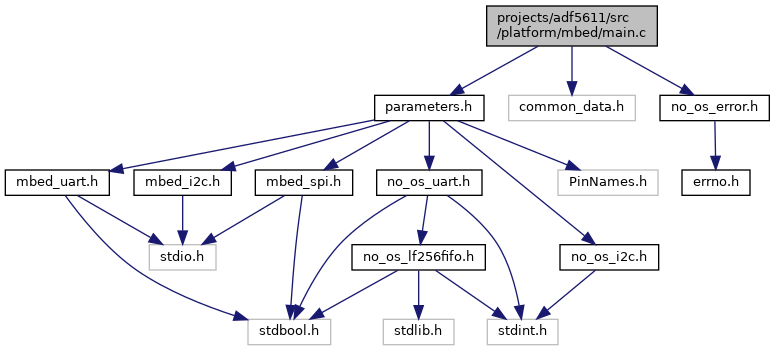 projects/adf5611/src
/platform/mbed/main.c
parameters.h
common_data.h
no_os_error.h
mbed_uart.h
mbed_i2c.h
mbed_spi.h
no_os_uart.h
PinNames.h
errno.h
stdio.h
no_os_lf256fifo.h
no_os_i2c.h
stdbool.h
stdlib.h
stdint.h